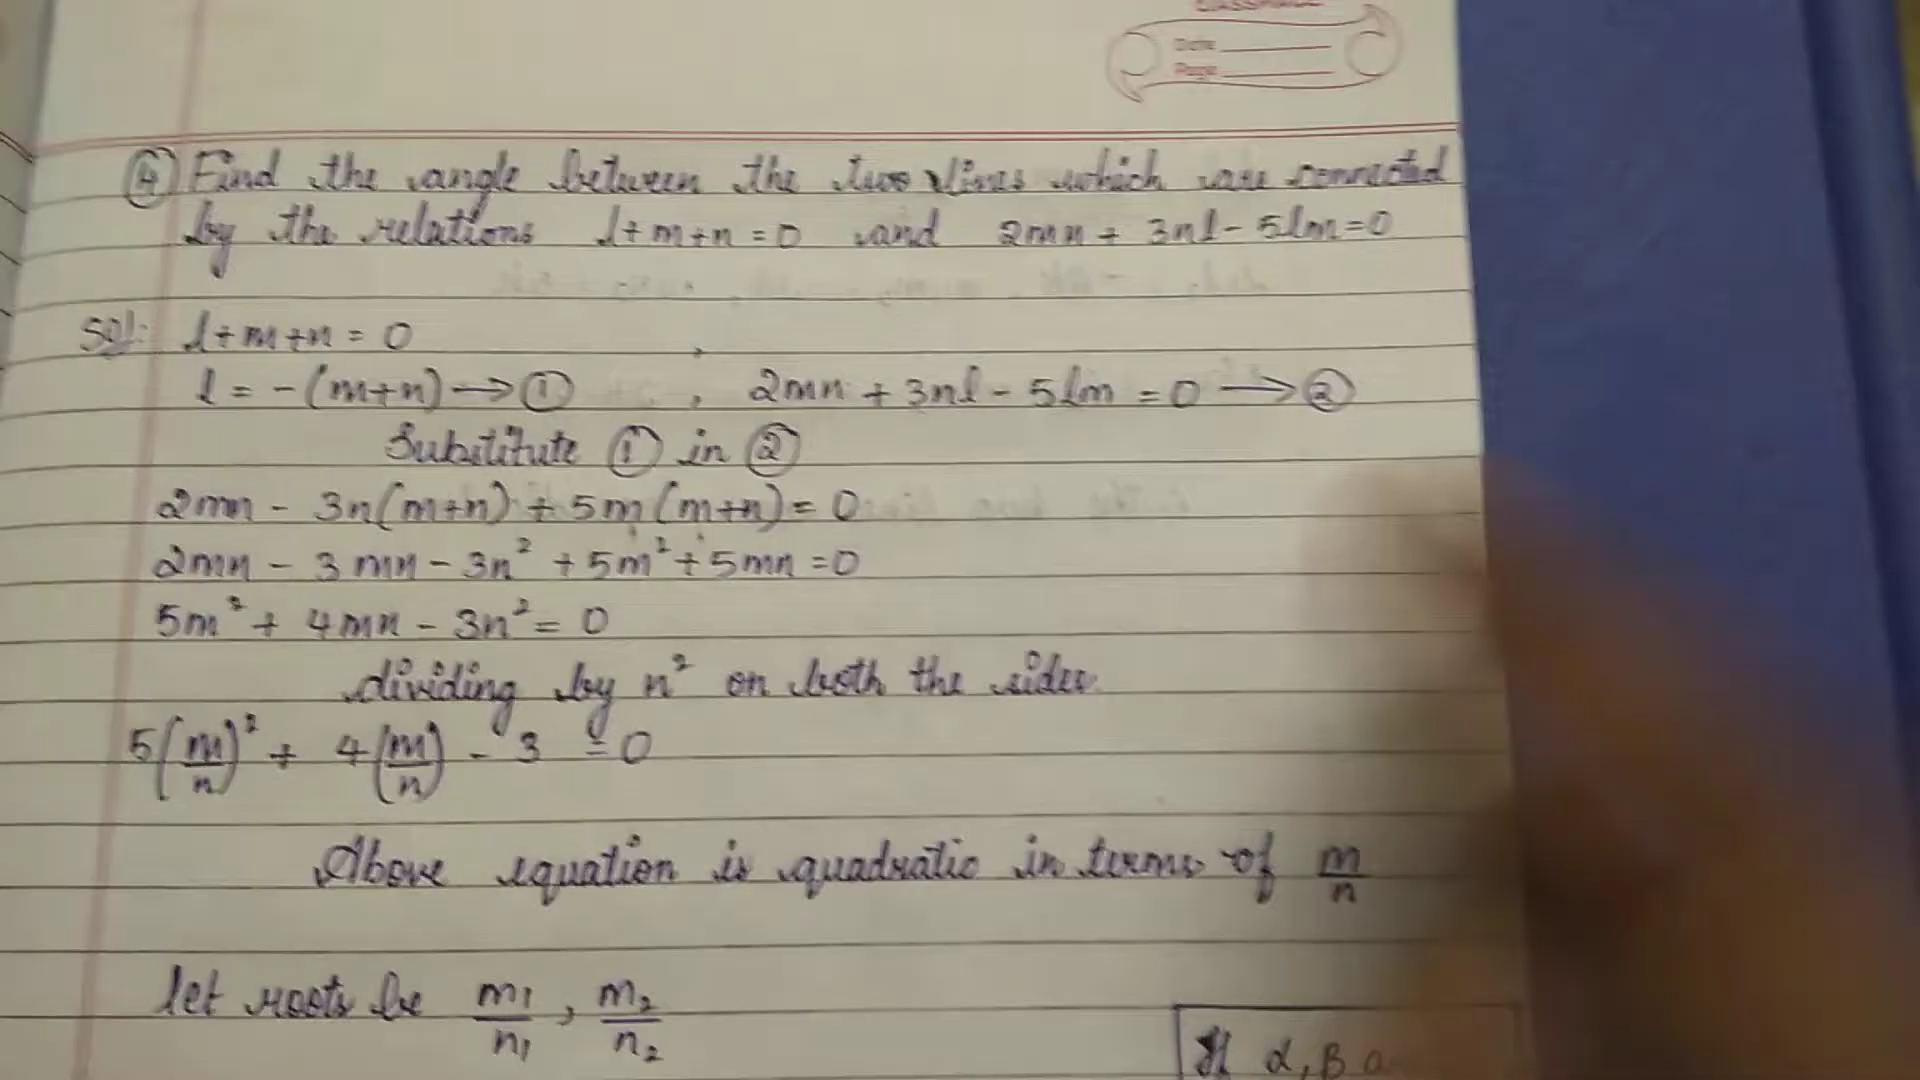 CLASSMATE
Date
Page
④ Find the angle between the two lines which are connected
by the relations l+m+n=0 and 2mn + 3nl - 5lm=0
Sol: l+m+n = 0
l = -(m+n) → ① , 2mn + 3nl - 5lm = 0 → ②
Substitute ① in ②
2mn - 3n(m+n) + 5m(m+n) = 0
2mn - 3mn - 3n² + 5m² + 5mn = 0
5m² + 4mn - 3n² = 0
dividing by n² on both the sides
5(m/n)² + 4(m/n) - 3 = 0
Above equation is quadratic in terms of m/n
let roots be m₁/n₁, m₂/n₂
If α, β a